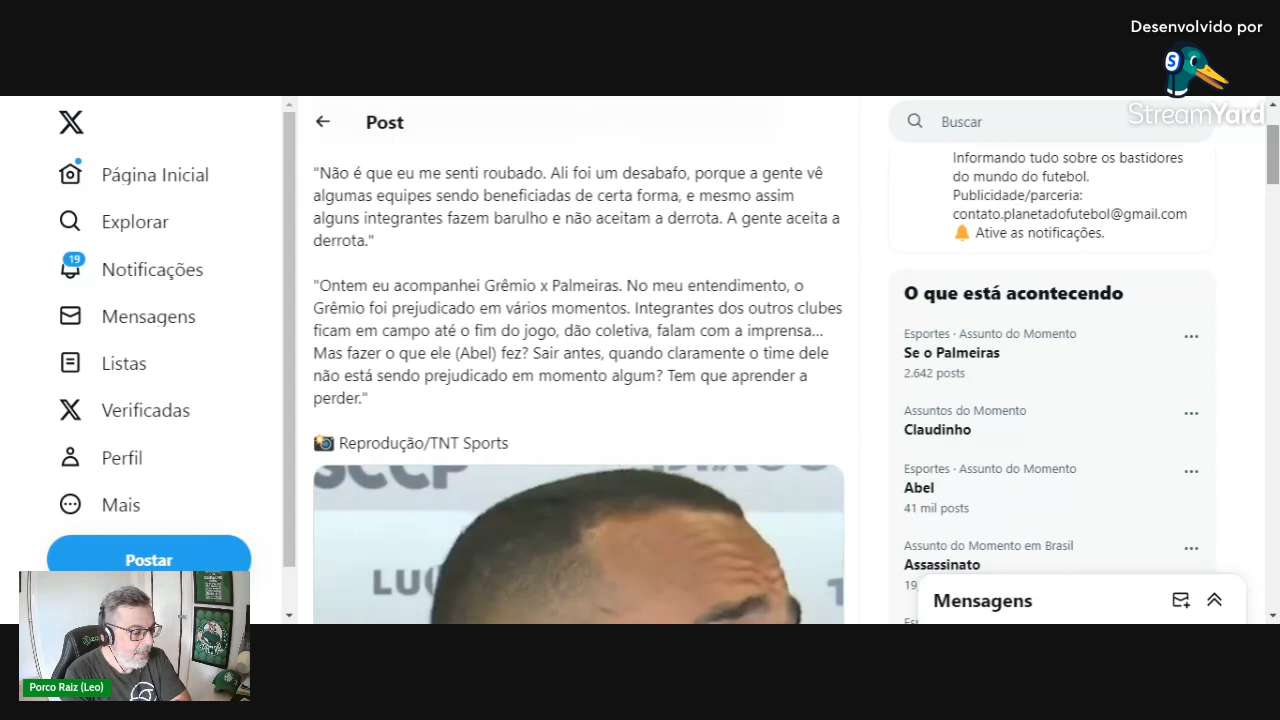 Desenvolvido por
StreamYard
Post
Buscar
Página Inicial
Explorar
19
Notificações
Mensagens
Listas
Verificadas
Perfil
Mais
Postar
"Não é que eu me senti roubado. Ali foi um desabafo, porque a gente vê
algumas equipes sendo beneficiadas de certa forma, e mesmo assim
alguns integrantes fazem barulho e não aceitam a derrota. A gente aceita a
derrota."
"Ontem eu acompanhei Grêmio x Palmeiras. No meu entendimento, o
Grêmio foi prejudicado em vários momentos. Integrantes dos outros clubes
ficam em campo até o fim do jogo, dão coletiva, falam com a imprensa...
Mas fazer o que ele (Abel) fez? Sair antes, quando claramente o time dele
não está sendo prejudicado em momento algum? Tem que aprender a
perder."
Reprodução/TNT Sports
SCCP
Informando tudo sobre os bastidores
do mundo do futebol.
Publicidade/parceria:
contato.planetadofutebol@gmail.com
Ative as notificações.
O que está acontecendo
Esportes · Assunto do Momento
Se o Palmeiras
2.642 posts
Assuntos do Momento
Claudinho
Esportes · Assunto do Momento
Abel
41 mil posts
Assunto do Momento em Brasil
Assassinato
Mensagens
Porco Raiz (Leo)